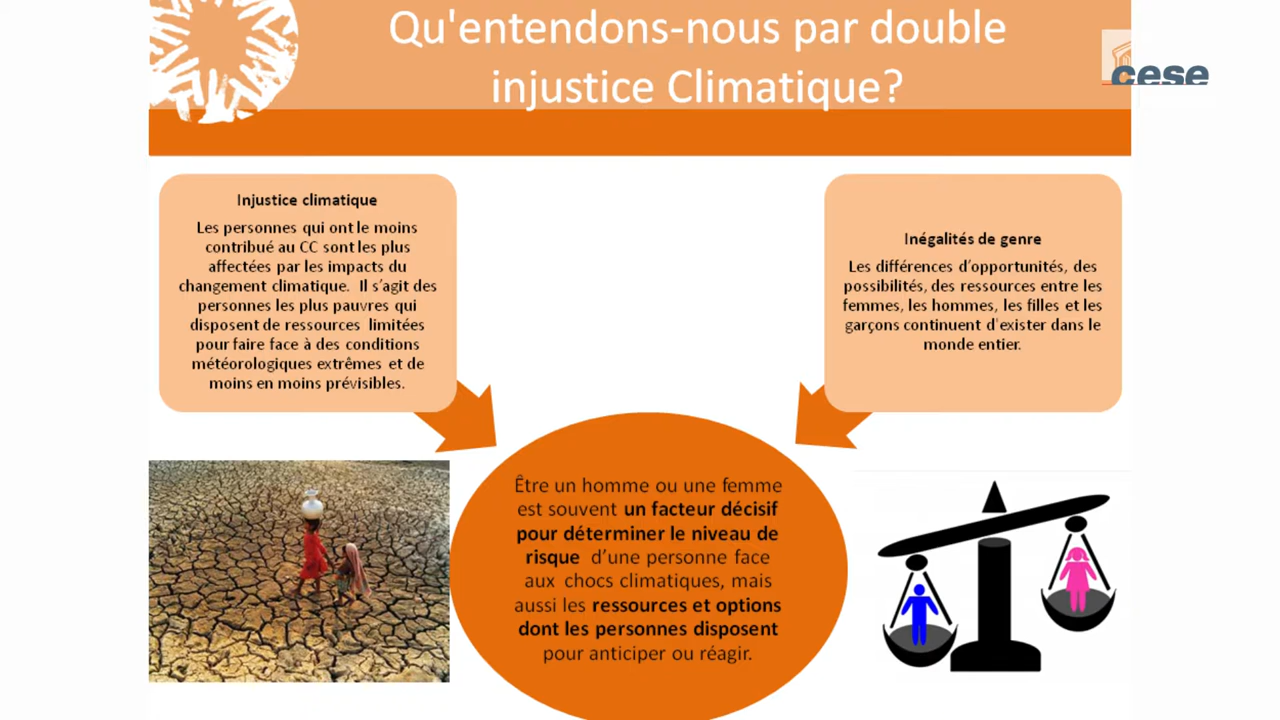 Qu'entendons-nous par double
injustice Climatique?
cese
Injustice climatique
Les personnes qui ont le moins
contribué au CC sont les plus
affectées par les impacts du
changement climatique. Il s’agit des
personnes les plus pauvres qui
disposent de ressources limitées
pour faire face à des conditions
météorologiques extrêmes et de
moins en moins prévisibles.
Inégalités de genre
Les différences d’opportunités, des
possibilités, des ressources entre les
femmes, les hommes, les filles et les
garçons continuent d'exister dans le
monde entier.
Être un homme ou une femme
est souvent un facteur décisif
pour déterminer le niveau de
risque d’une personne face
aux chocs climatiques, mais
aussi les ressources et options
dont les personnes disposent
pour anticiper ou réagir.